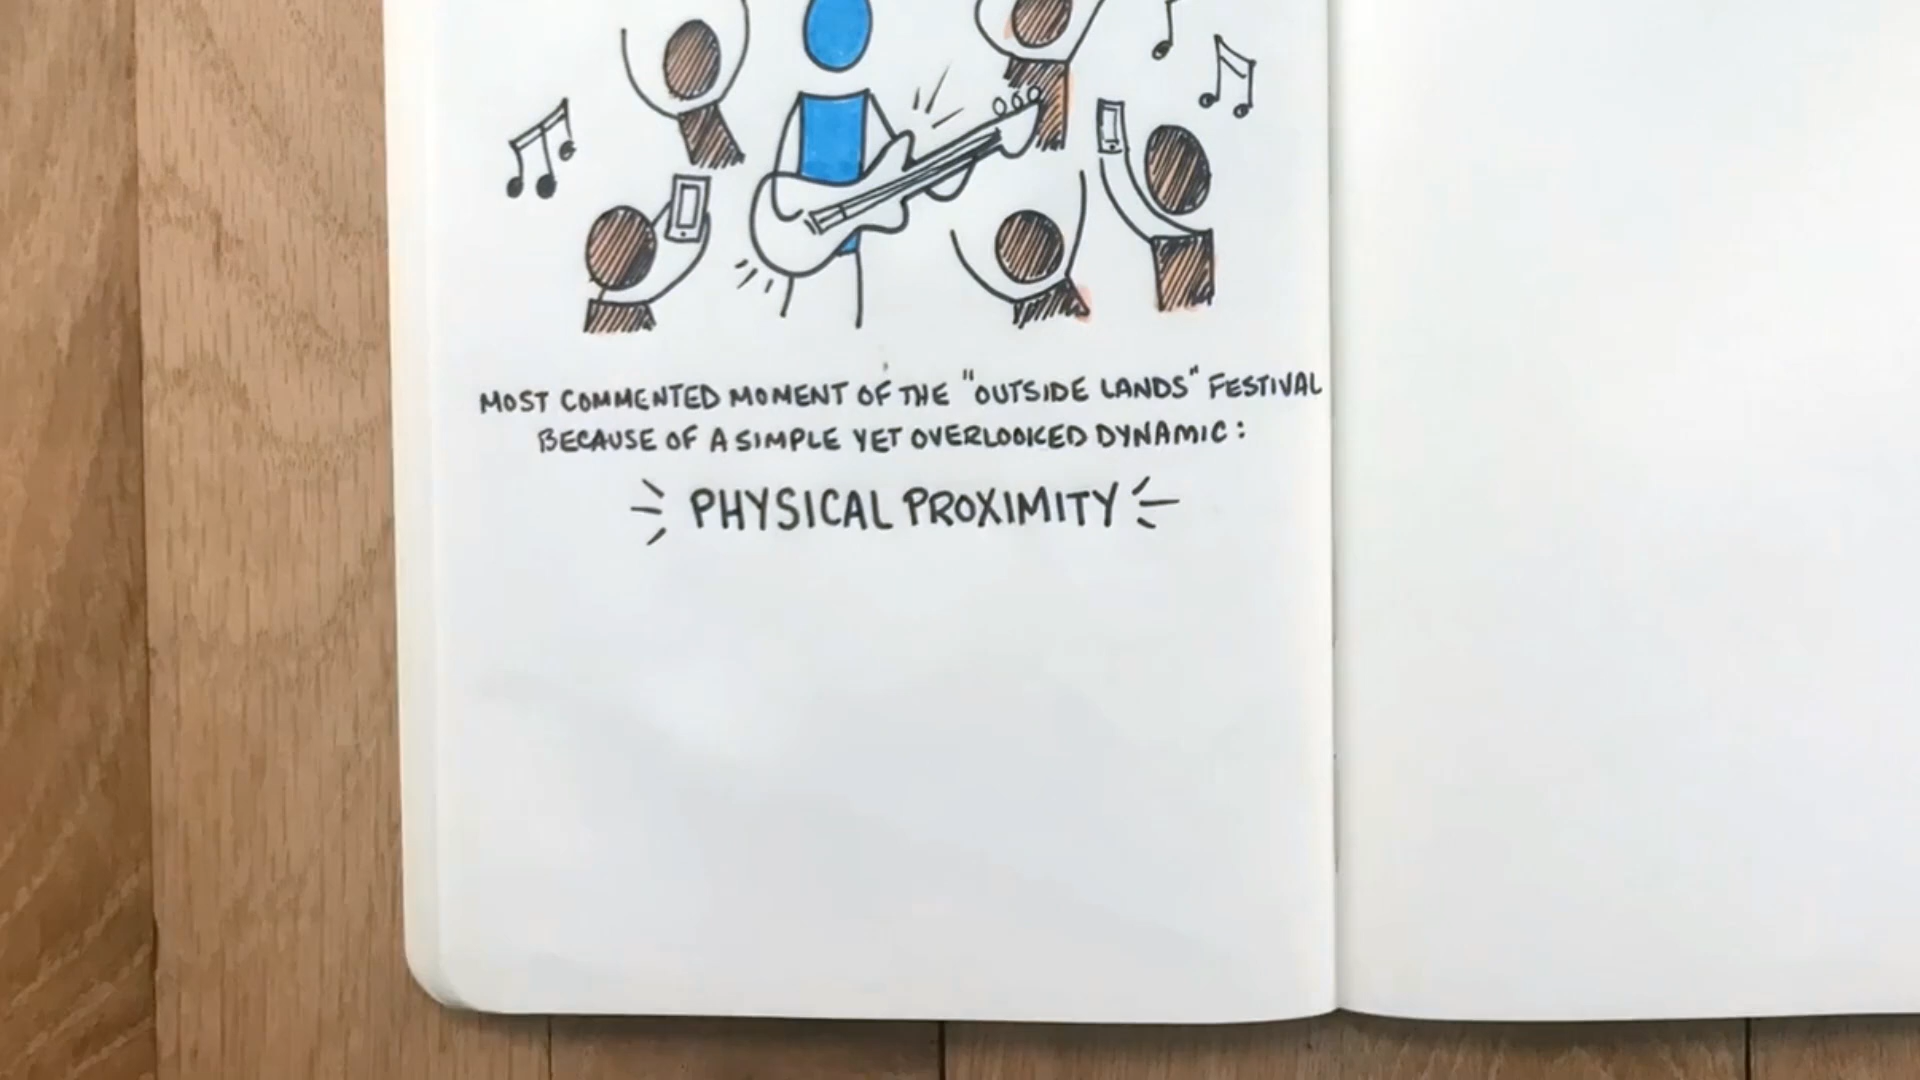 MOST COMMENTED MOMENT OF THE "OUTSIDE LANDS" FESTIVAL
BECAUSE OF A SIMPLE YET OVERLOOKED DYNAMIC:
PHYSICAL PROXIMITY